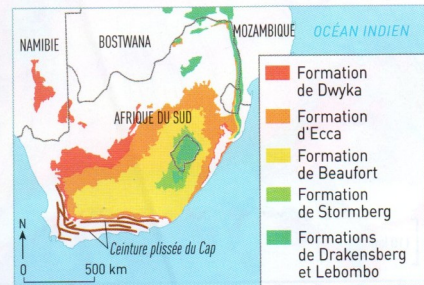 NAMIBIE
BOSTWANA
MOZAMBIQUE
OCÉAN INDIEN
AFRIQUE DU SUD
Ceinture plissée du Cap
N
0 500 km
Formation
de Dwyka
Formation
d'Ecca
Formation
de Beaufort
Formation
de Stormberg
Formations
de Drakensberg
et Lebombo